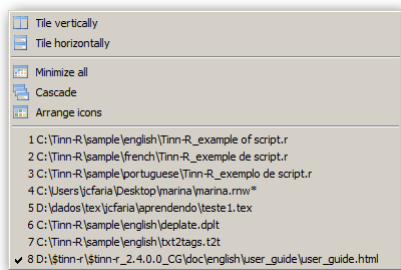 Tile vertically
Tile horizontally
Minimize all
Cascade
Arrange icons
1 C:\Tinn-R\sample\english\Tinn-R_example of script.r
2 C:\Tinn-R\sample\french\Tinn-R_exemple de script.r
3 C:\Tinn-R\sample\portuguese\Tinn-R_exemplo de script.r
4 C:\Users\jcfaria\Desktop\marina\marina.rnw*
5 D:\dados\tex\jcfaria\aprendendo\teste1.tex
6 C:\Tinn-R\sample\english\deplate.dplt
7 C:\Tinn-R\sample\english\txt2tags.t2t
8 D:\$tinn-r\$tinn-r_2.4.0.0_CG\doc\english\user_guide\user_guide.html